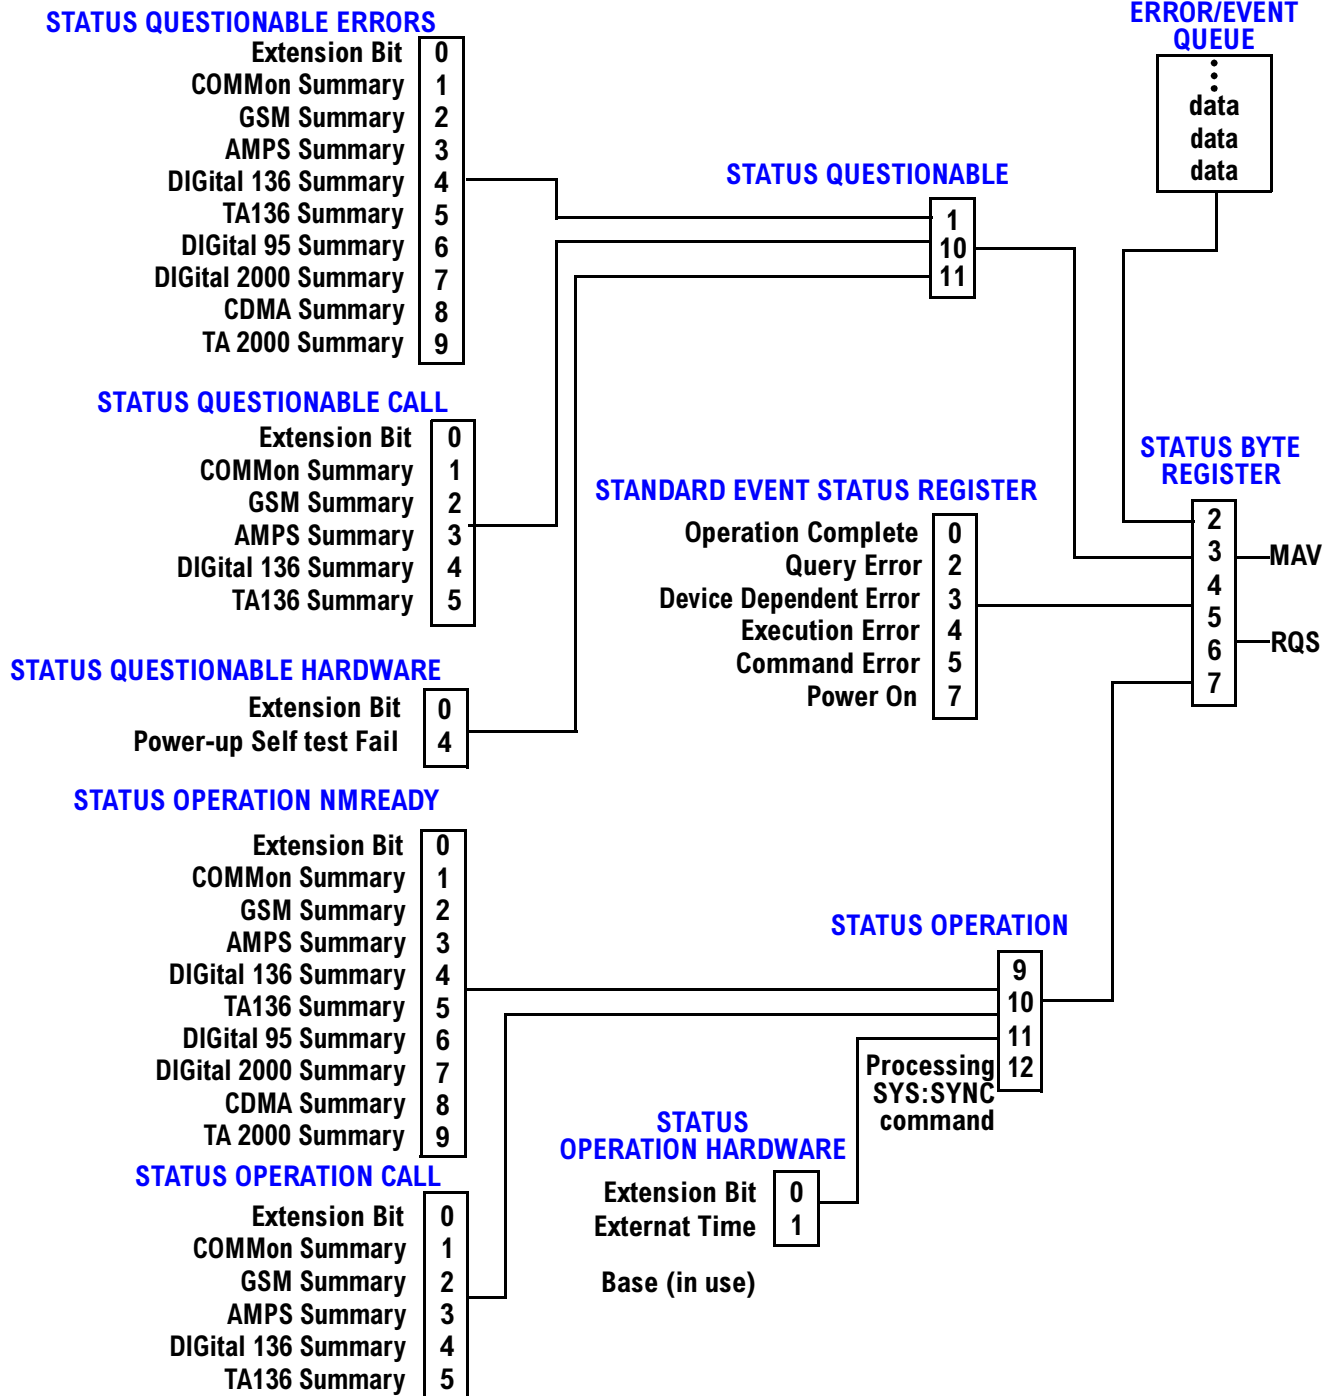 STATUS QUESTIONABLE ERRORS
Extension Bit 0
COMMon Summary 1
GSM Summary 2
AMPS Summary 3
DIGital 136 Summary 4
TA136 Summary 5
DIGital 95 Summary 6
DIGital 2000 Summary 7
CDMA Summary 8
TA 2000 Summary 9
ERROR/EVENT
QUEUE
data
data
data
STATUS QUESTIONABLE
1
10
11
STATUS QUESTIONABLE CALL
Extension Bit 0
COMMon Summary 1
GSM Summary 2
AMPS Summary 3
DIGital 136 Summary 4
TA136 Summary 5
STANDARD EVENT STATUS REGISTER
Operation Complete 0
Query Error 2
Device Dependent Error 3
Execution Error 4
Command Error 5
Power On 7
STATUS BYTE
REGISTER
2
3 MAV
4
5
6 RQS
7
STATUS QUESTIONABLE HARDWARE
Extension Bit 0
Power-up Self test Fail 4
STATUS OPERATION NMREADY
Extension Bit 0
COMMon Summary 1
GSM Summary 2
AMPS Summary 3
DIGital 136 Summary 4
TA136 Summary 5
DIGital 95 Summary 6
DIGital 2000 Summary 7
CDMA Summary 8
TA 2000 Summary 9
STATUS OPERATION
9
10
11
Processing 12
SYS:SYNC
command
STATUS
OPERATION HARDWARE
Extension Bit 0
Externat Time 1
Base (in use)
STATUS OPERATION CALL
Extension Bit 0
COMMon Summary 1
GSM Summary 2
AMPS Summary 3
DIGital 136 Summary 4
TA136 Summary 5